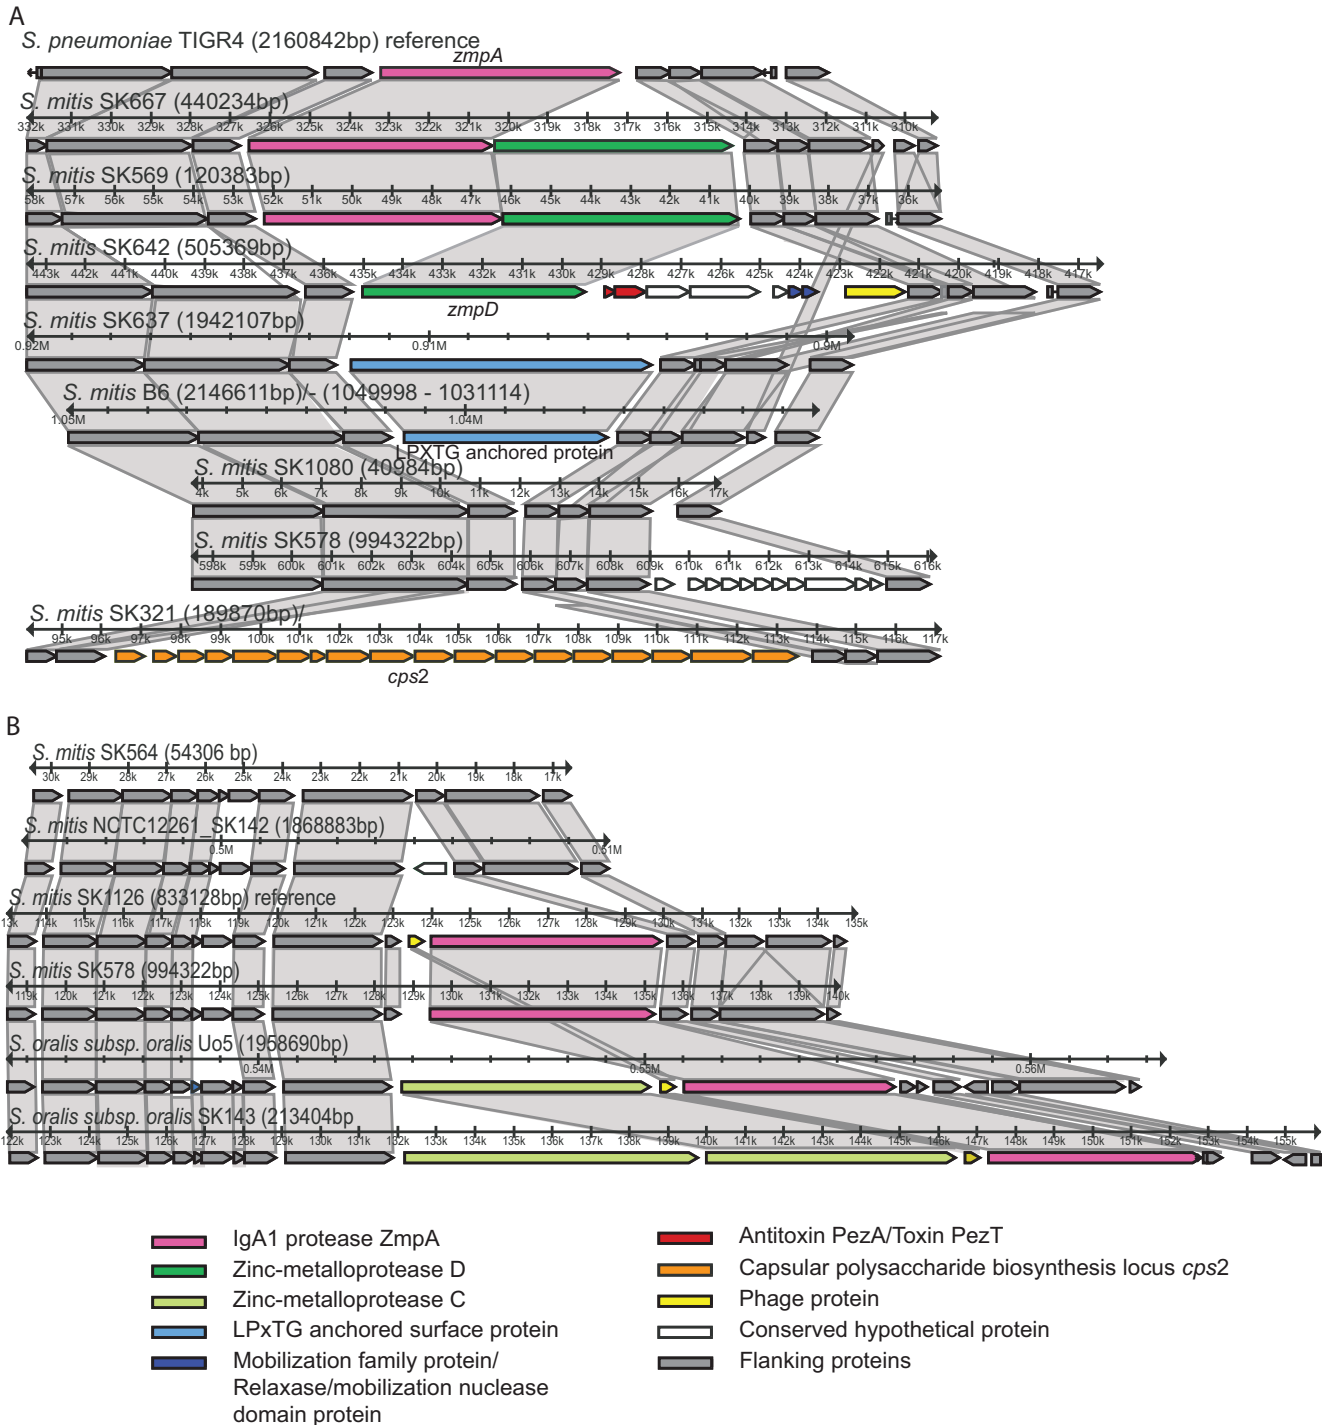 A
S. pneumoniae TIGR4 (2160842bp) reference
zmpA
S. mitis SK667 (440234bp)
332k 331k 330k 329k 328k 327k 326k 325k 324k 323k 322k 321k 320k 319k 318k 317k 316k 315k 314k 313k 312k 311k 310k
S. mitis SK569 (120383bp)
58k 57k 56k 55k 54k 53k 52k 51k 50k 49k 48k 47k 46k 45k 44k 43k 42k 41k 40k 39k 38k 37k 36k
S. mitis SK642 (505369bp)
443k 442k 441k 440k 439k 438k 437k 436k 435k 434k 433k 432k 431k 430k 429k 428k 427k 426k 425k 424k 423k 422k 421k 420k 419k 418k 417k
zmpD
S. mitis SK637 (1942107bp)
0.92M 0.91M 0.9M
S. mitis B6 (2146611bp)/- (1049998 - 1031114)
1.05M 1.04M
LPXTG anchored protein
S. mitis SK1080 (40984bp)
4k 5k 6k 7k 8k 9k 10k 11k 12k 13k 14k 15k 16k 17k
S. mitis SK578 (994322bp)
598k 599k 600k 601k 602k 603k 604k 605k 606k 607k 608k 609k 610k 611k 612k 613k 614k 615k 616k
S. mitis SK321 (189870bp)/
95k 96k 97k 98k 99k 100k 101k 102k 103k 104k 105k 106k 107k 108k 109k 110k 111k 112k 113k 114k 115k 116k 117k
cps2
B
S. mitis SK564 (54306 bp)
30k 29k 28k 27k 26k 25k 24k 23k 22k 21k 20k 19k 18k 17k
S. mitis NCTC12261_SK142 (1868883bp)
0.5M 0.51M
S. mitis SK1126 (833128bp) reference
13k 114k 115k 116k 117k 118k 119k 120k 121k 122k 123k 124k 125k 126k 127k 128k 129k 130k 131k 132k 133k 134k 135k
S. mitis SK578 (994322bp)
119k 120k 121k 122k 123k 124k 125k 126k 127k 128k 129k 130k 131k 132k 133k 134k 135k 136k 137k 138k 139k 140k
S. oralis subsp. oralis Uo5 (1958690bp)
0.54M 0.55M 0.56M
S. oralis subsp. oralis SK143 (213404bp
122k 123k 124k 125k 126k 127k 128k 129k 130k 131k 132k 133k 134k 135k 136k 137k 138k 139k 140k 141k 142k 143k 144k 145k 146k 147k 148k 149k 150k 151k 152k 153k 154k 155k
IgA1 protease ZmpA
Zinc-metalloprotease D
Zinc-metalloprotease C
LPxTG anchored surface protein
Mobilization family protein/
Relaxase/mobilization nuclease
domain protein
Antitoxin PezA/Toxin PezT
Capsular polysaccharide biosynthesis locus cps2
Phage protein
Conserved hypothetical protein
Flanking proteins